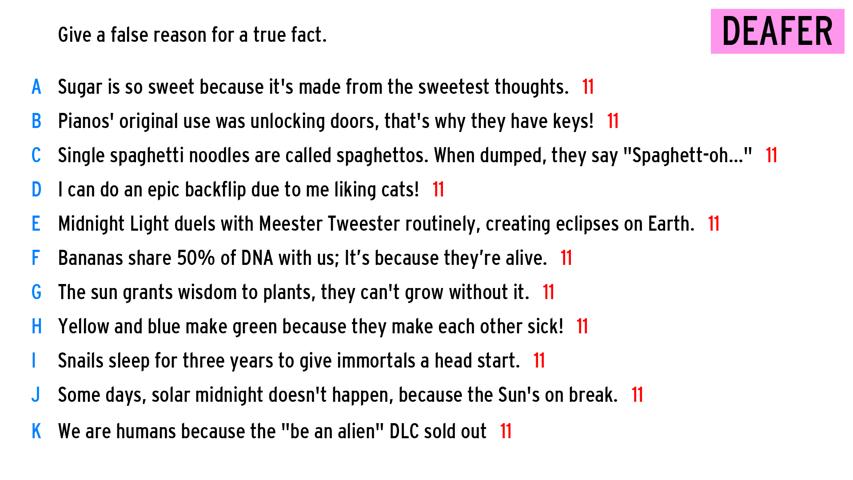 Give a false reason for a true fact.
DEAFER
A Sugar is so sweet because it's made from the sweetest thoughts. 11
B Pianos' original use was unlocking doors, that's why they have keys! 11
C Single spaghetti noodles are called spaghettos. When dumped, they say "Spaghett-oh..." 11
D I can do an epic backflip due to me liking cats! 11
E Midnight Light duels with Meester Tweester routinely, creating eclipses on Earth. 11
F Bananas share 50% of DNA with us; It’s because they’re alive. 11
G The sun grants wisdom to plants, they can't grow without it. 11
H Yellow and blue make green because they make each other sick! 11
I Snails sleep for three years to give immortals a head start. 11
J Some days, solar midnight doesn't happen, because the Sun's on break. 11
K We are humans because the "be an alien" DLC sold out 11